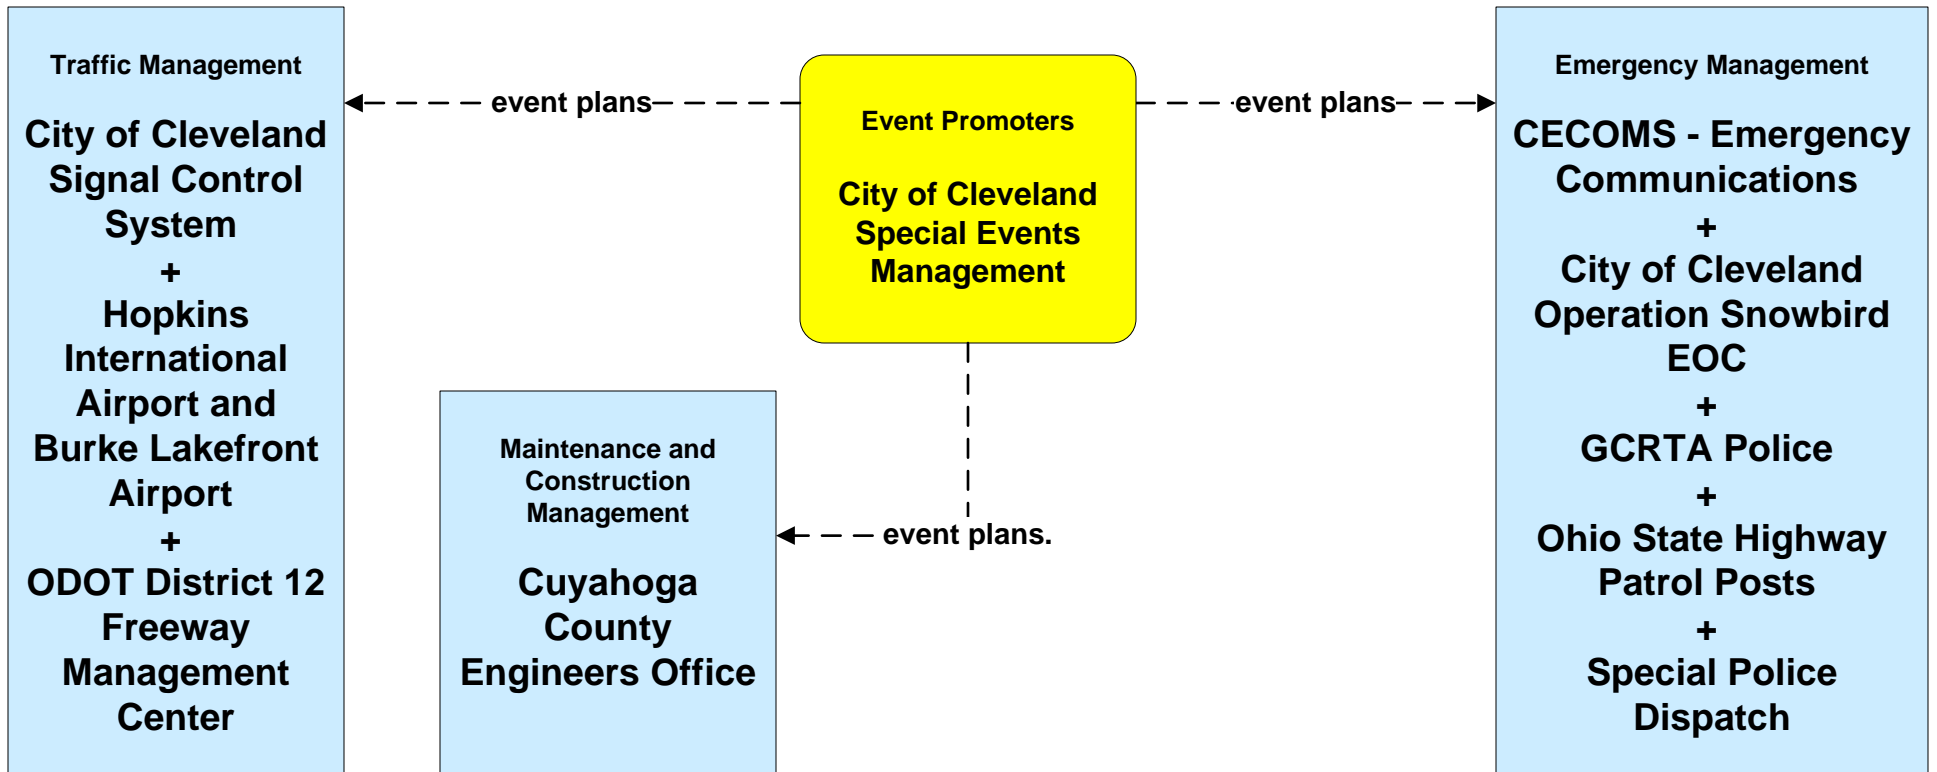 Traffic Management
City of Cleveland
Signal Control
System
+
Hopkins
International
Airport and
Burke Lakefront
Airport
+
ODOT District 12
Freeway
Management
Center
event plans
Event Promoters
City of Cleveland
Special Events
Management
event plans
Maintenance and
Construction
Management
Cuyahoga
County
Engineers Office
event plans.
Emergency Management
CECOMS - Emergency
Communications
+
City of Cleveland
Operation Snowbird
EOC
+
GCRTA Police
+
Ohio State Highway
Patrol Posts
+
Special Police
Dispatch